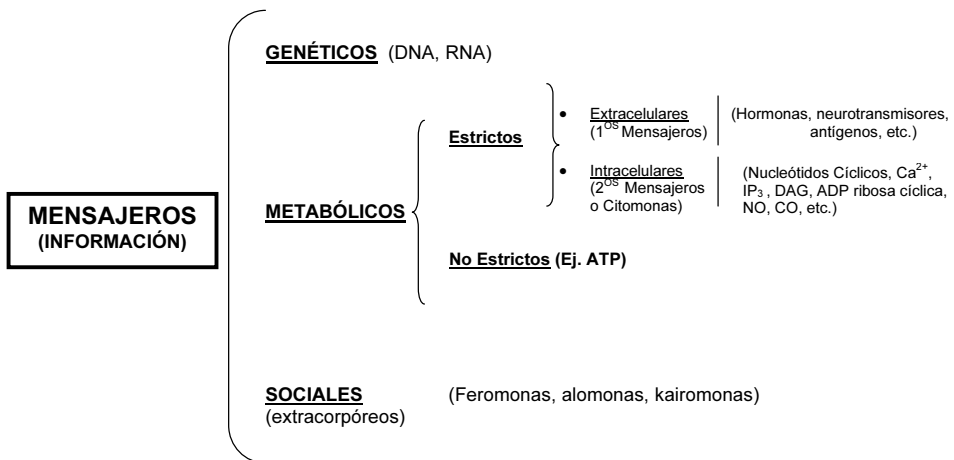 GENÉTICOS (DNA, RNA)
• Extracelulares
(1OS Mensajeros)
(Hormonas, neurotransmisores,
antígenos, etc.)
Estrictos
• Intracelulares
(2OS Mensajeros
o Citomonas)
(Nucleótidos Cíclicos, Ca2+,
IP3 , DAG, ADP ribosa cíclica,
NO, CO, etc.)
MENSAJEROS
(INFORMACIÓN)
METABÓLICOS
No Estrictos (Ej. ATP)
SOCIALES
(extracorpóreos)
(Feromonas, alomonas, kairomonas)